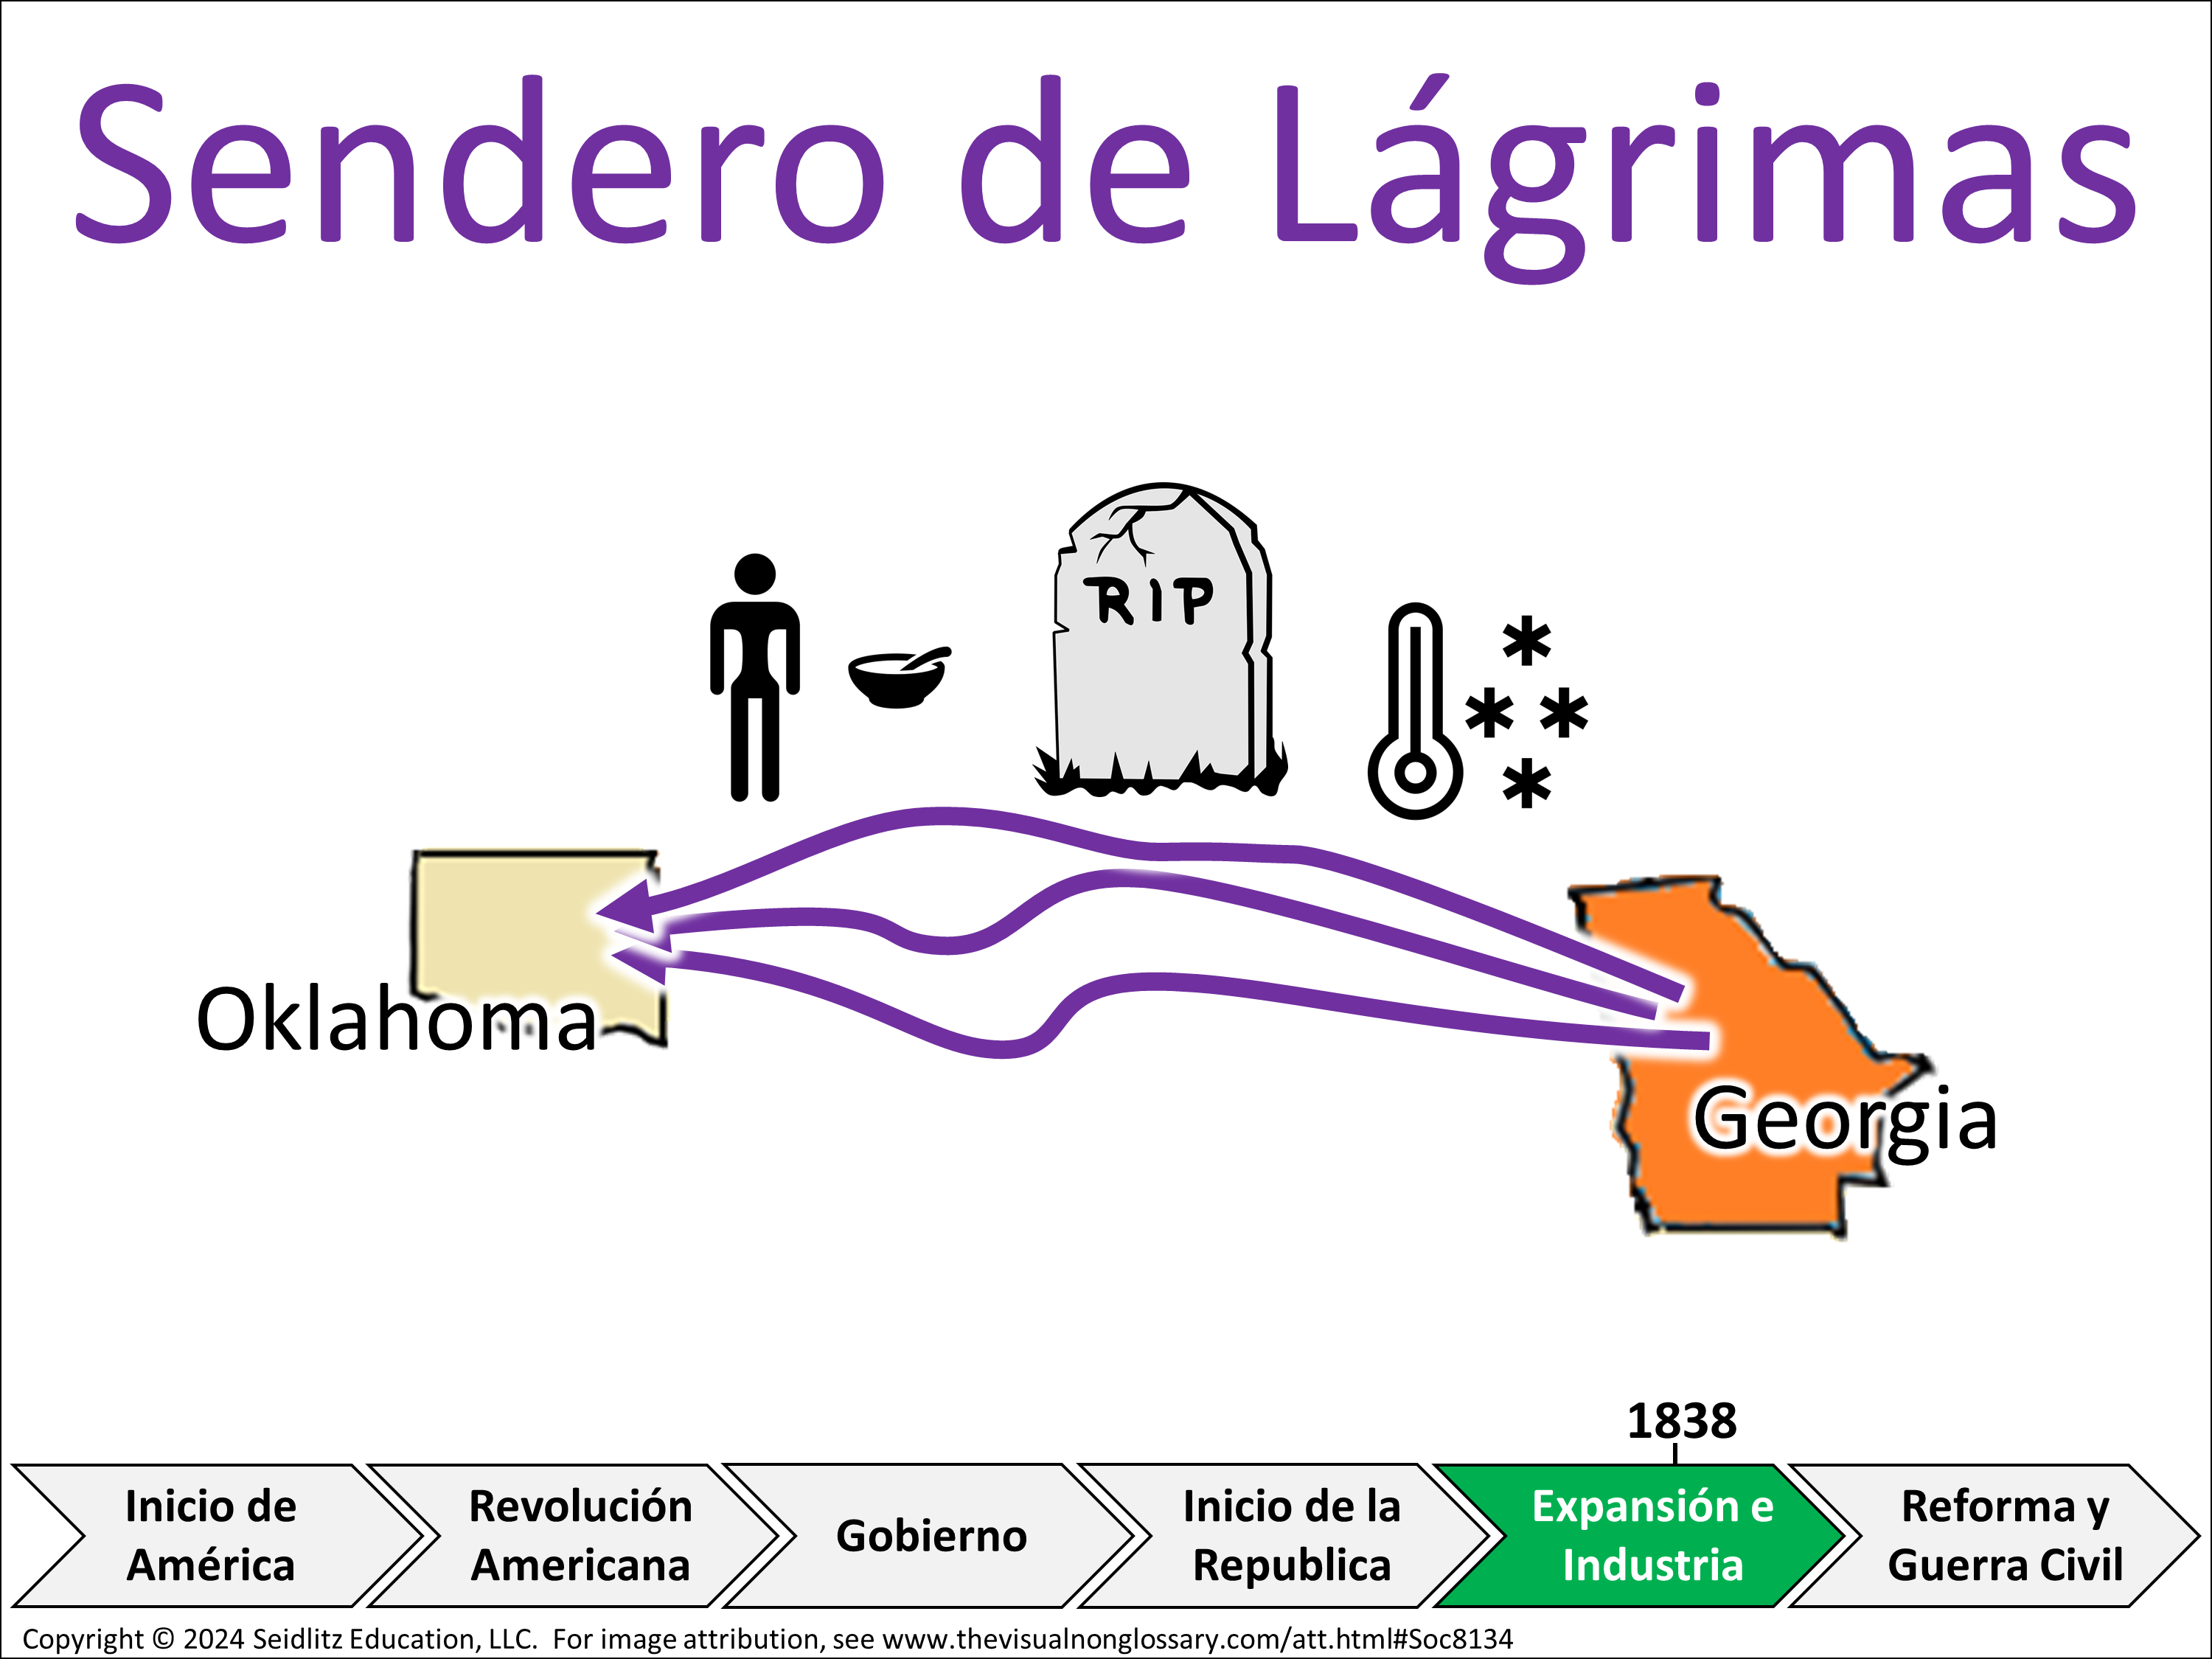 Sendero de Lágrimas
RIP
Oklahoma
Georgia
1838
Inicio de
América
Revolución
Americana
Gobierno
Inicio de la
Republica
Expansión e
Industria
Reforma y
Guerra Civil
Copyright © 2024 Seidlitz Education, LLC.  For image attribution, see www.thevisualnonglossary.com/att.html#Soc8134